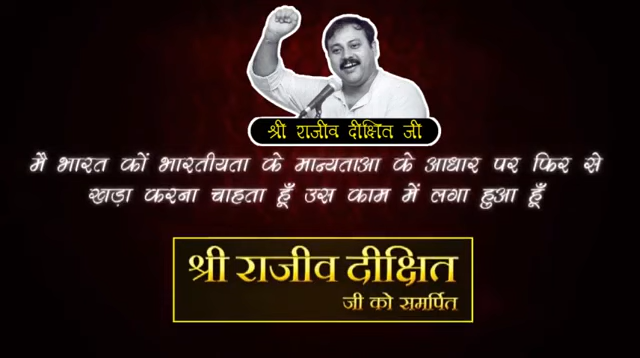 श्री राजीव दीक्षित जी
मै भारत कों भारतीयता के मान्यताआ के आधार पर फिर से
खड़ा करना चाहता हूँ उस काम में लगा हुआ हूँ
श्री राजीव दीक्षित
जी को समर्पित